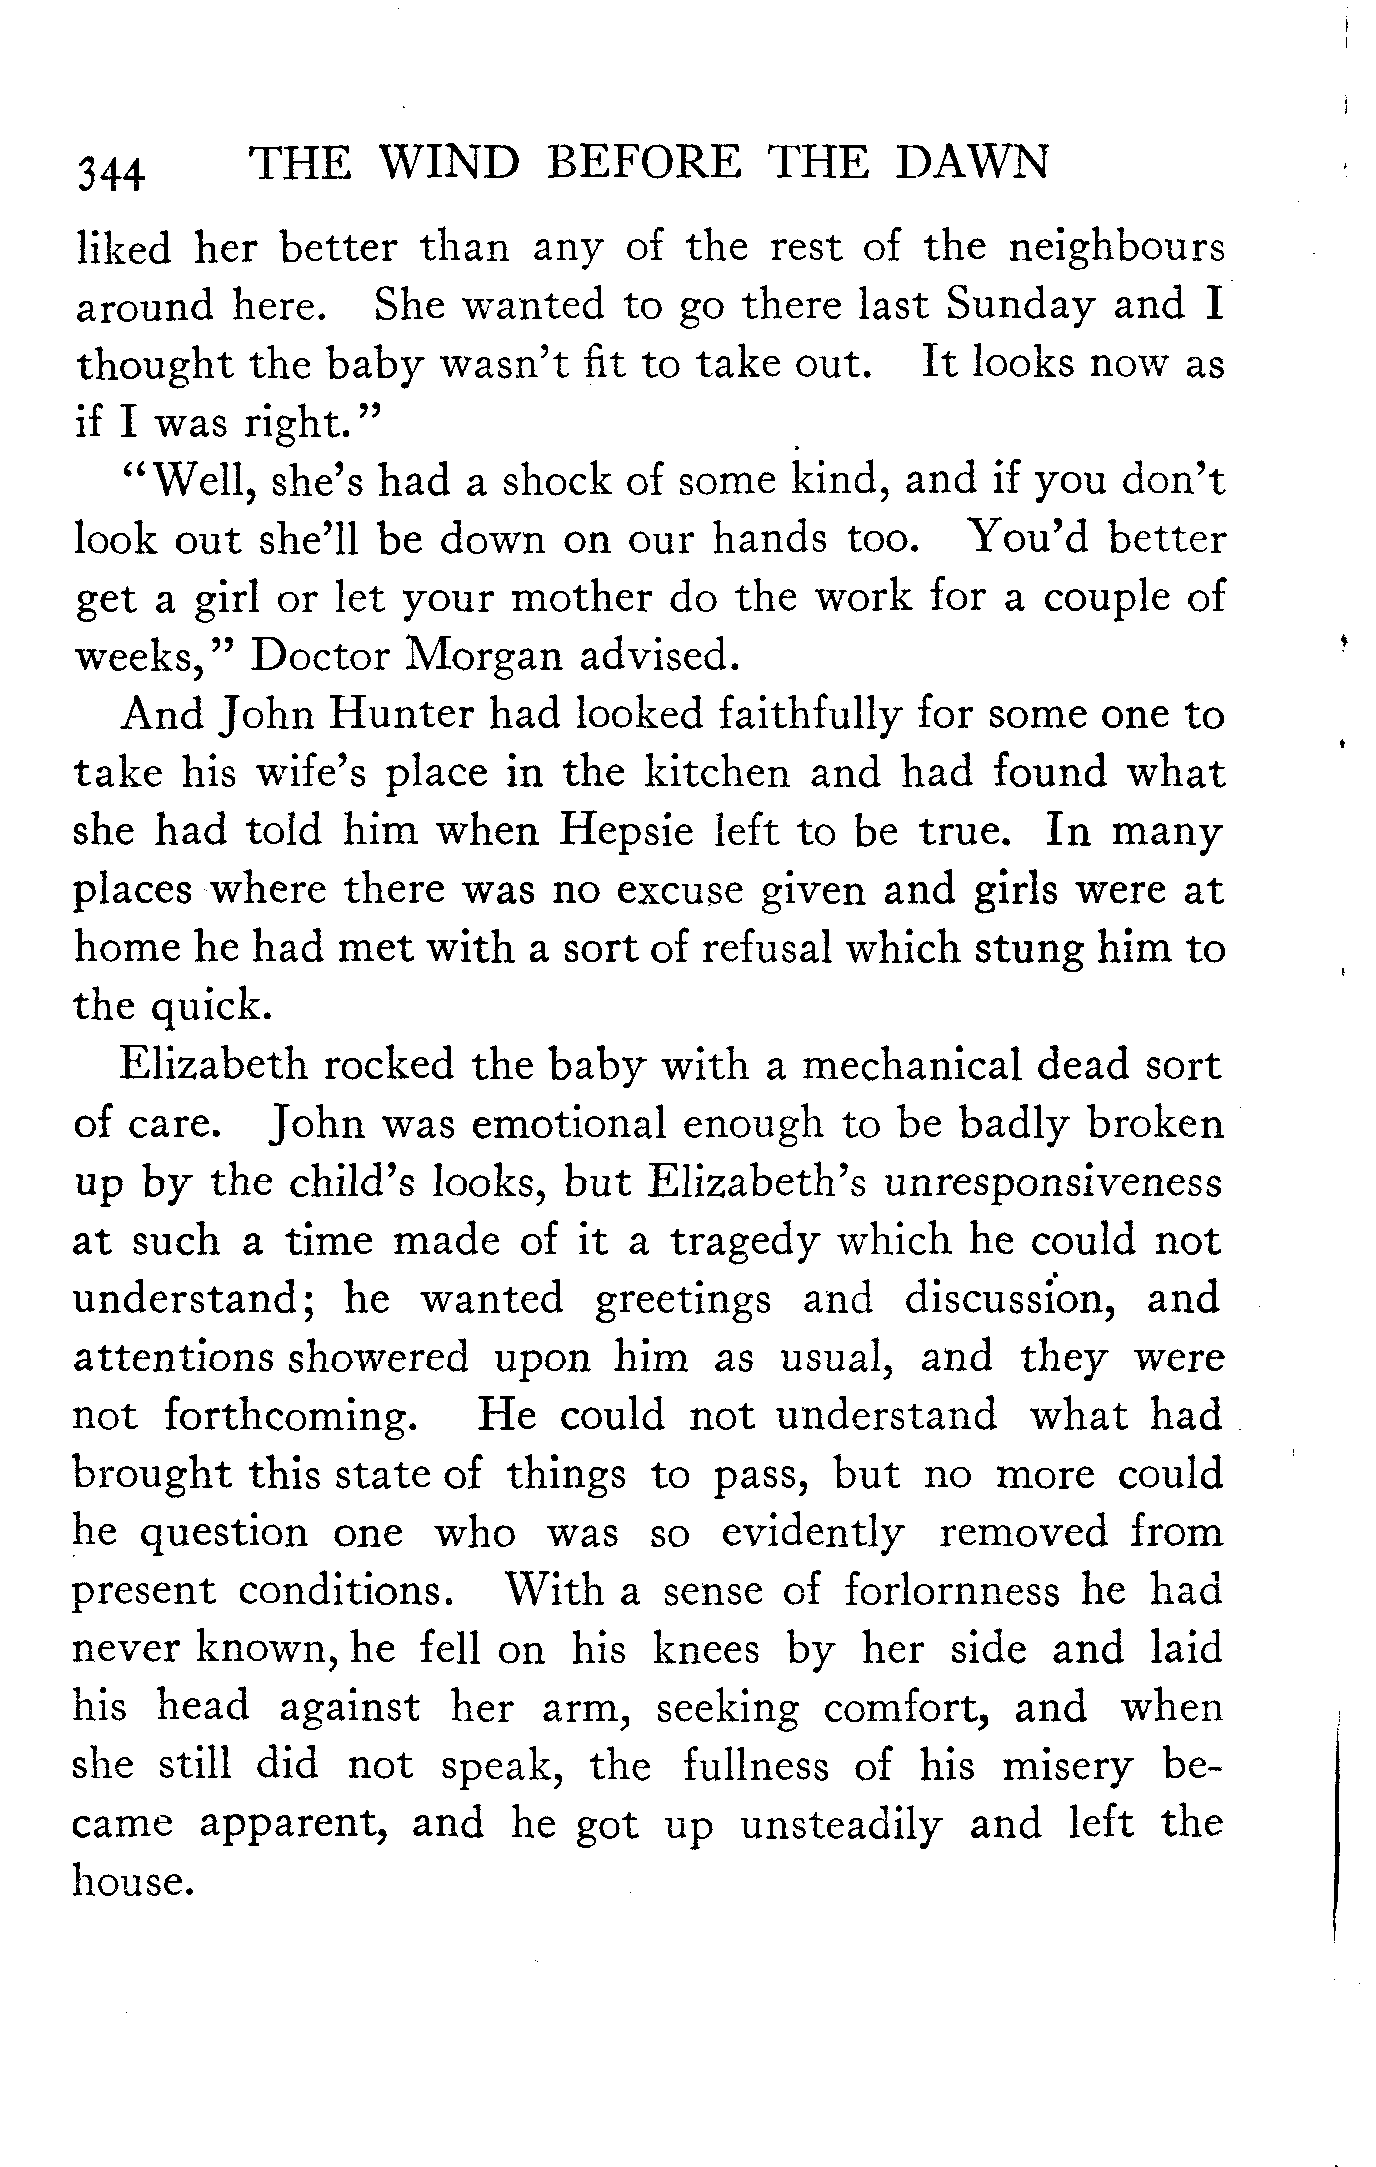 344 THE WIND BEFORE THE DAWN
liked her better than any of the rest of the neighbours
around here. She wanted to go there last Sunday and I
thought the baby wasn't fit to take out. It looks now as
if I was right."
"Well, she's had a shock of some kind, and if you don't
look out she'll be down on our hands too. You'd better
get a girl or let your mother do the work for a couple of
weeks," Doctor Morgan advised.
And John Hunter had looked faithfully for some one to
take his wife's place in the kitchen and had found what
she had told him when Hepsie left to be true. In many
places where there was no excuse given and girls were at
home he had met with a sort of refusal which stung him to
the quick.
Elizabeth rocked the baby with a mechanical dead sort
of care. John was emotional enough to be badly broken
up by the child's looks, but Elizabeth's unresponsiveness
at such a time made of it a tragedy which he could not
understand; he wanted greetings and discussion, and
attentions showered upon him as usual, and they were
not forthcoming. He could not understand what had
brought this state of things to pass, but no more could
he question one who was so evidently removed from
present conditions. With a sense of forlornness he had
never known, he fell on his knees by her side and laid
his head against her arm, seeking comfort, and when
she still did not speak, the fullness of his misery be-
came apparent, and he got up unsteadily and left the
house.